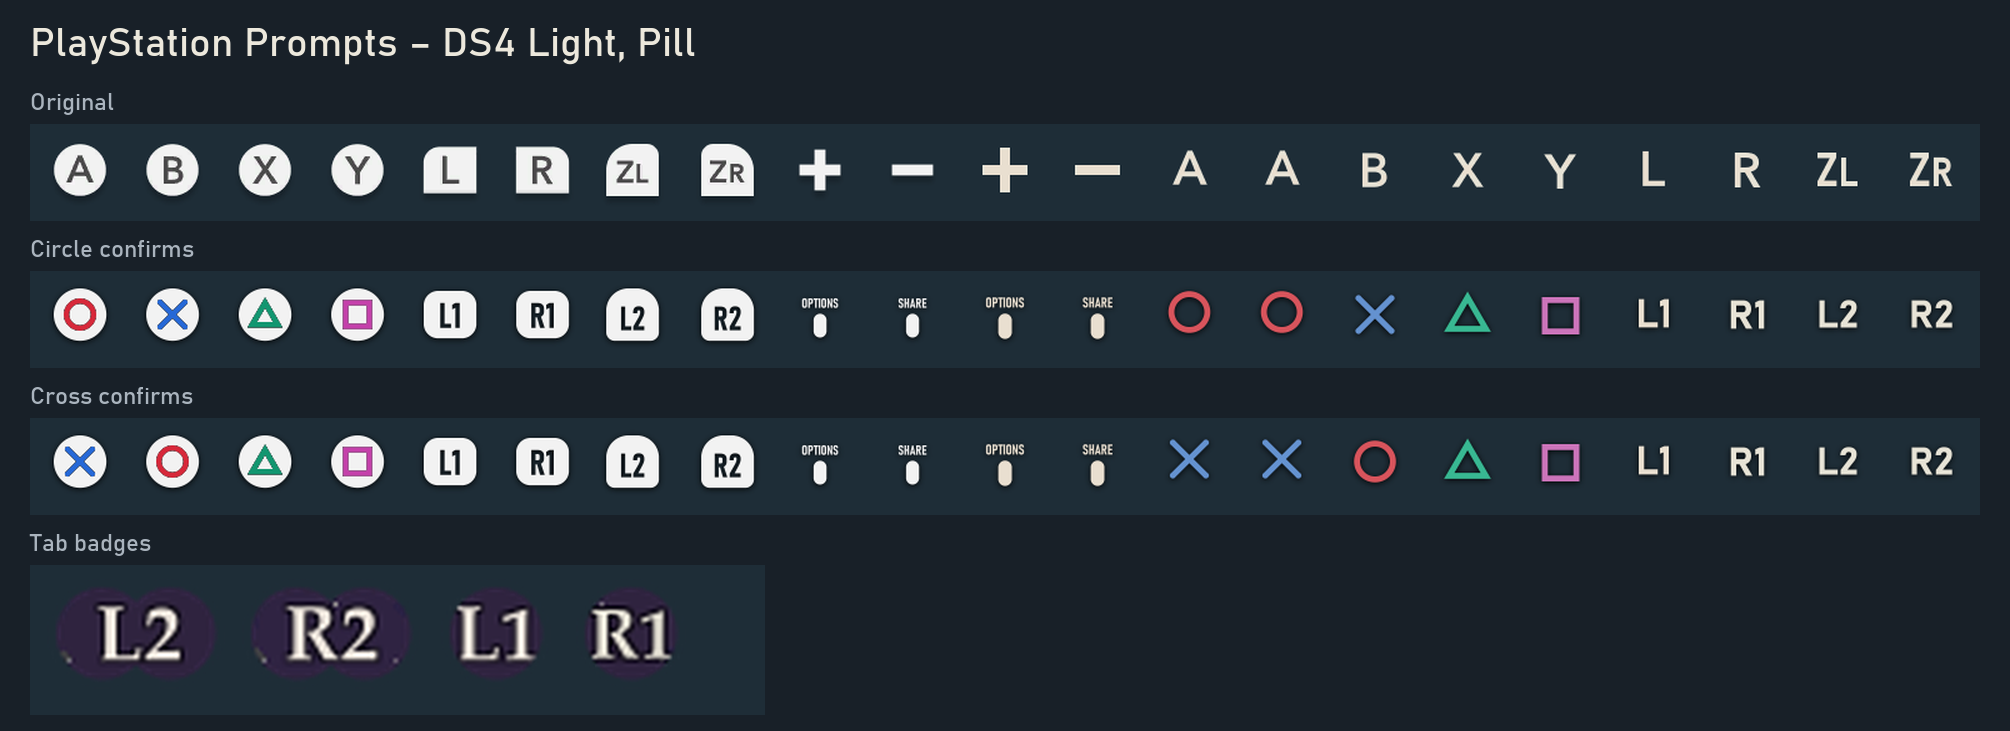 PlayStation Prompts – DS4 Light, Pill
Original
A B X Y L R ZL ZR + − + − A A B X Y L R ZL ZR
Circle confirms
L1 R1 L2 R2 OPTIONS SHARE OPTIONS SHARE L1 R1 L2 R2
Cross confirms
L1 R1 L2 R2 OPTIONS SHARE OPTIONS SHARE L1 R1 L2 R2
Tab badges
L2 R2 L1 R1